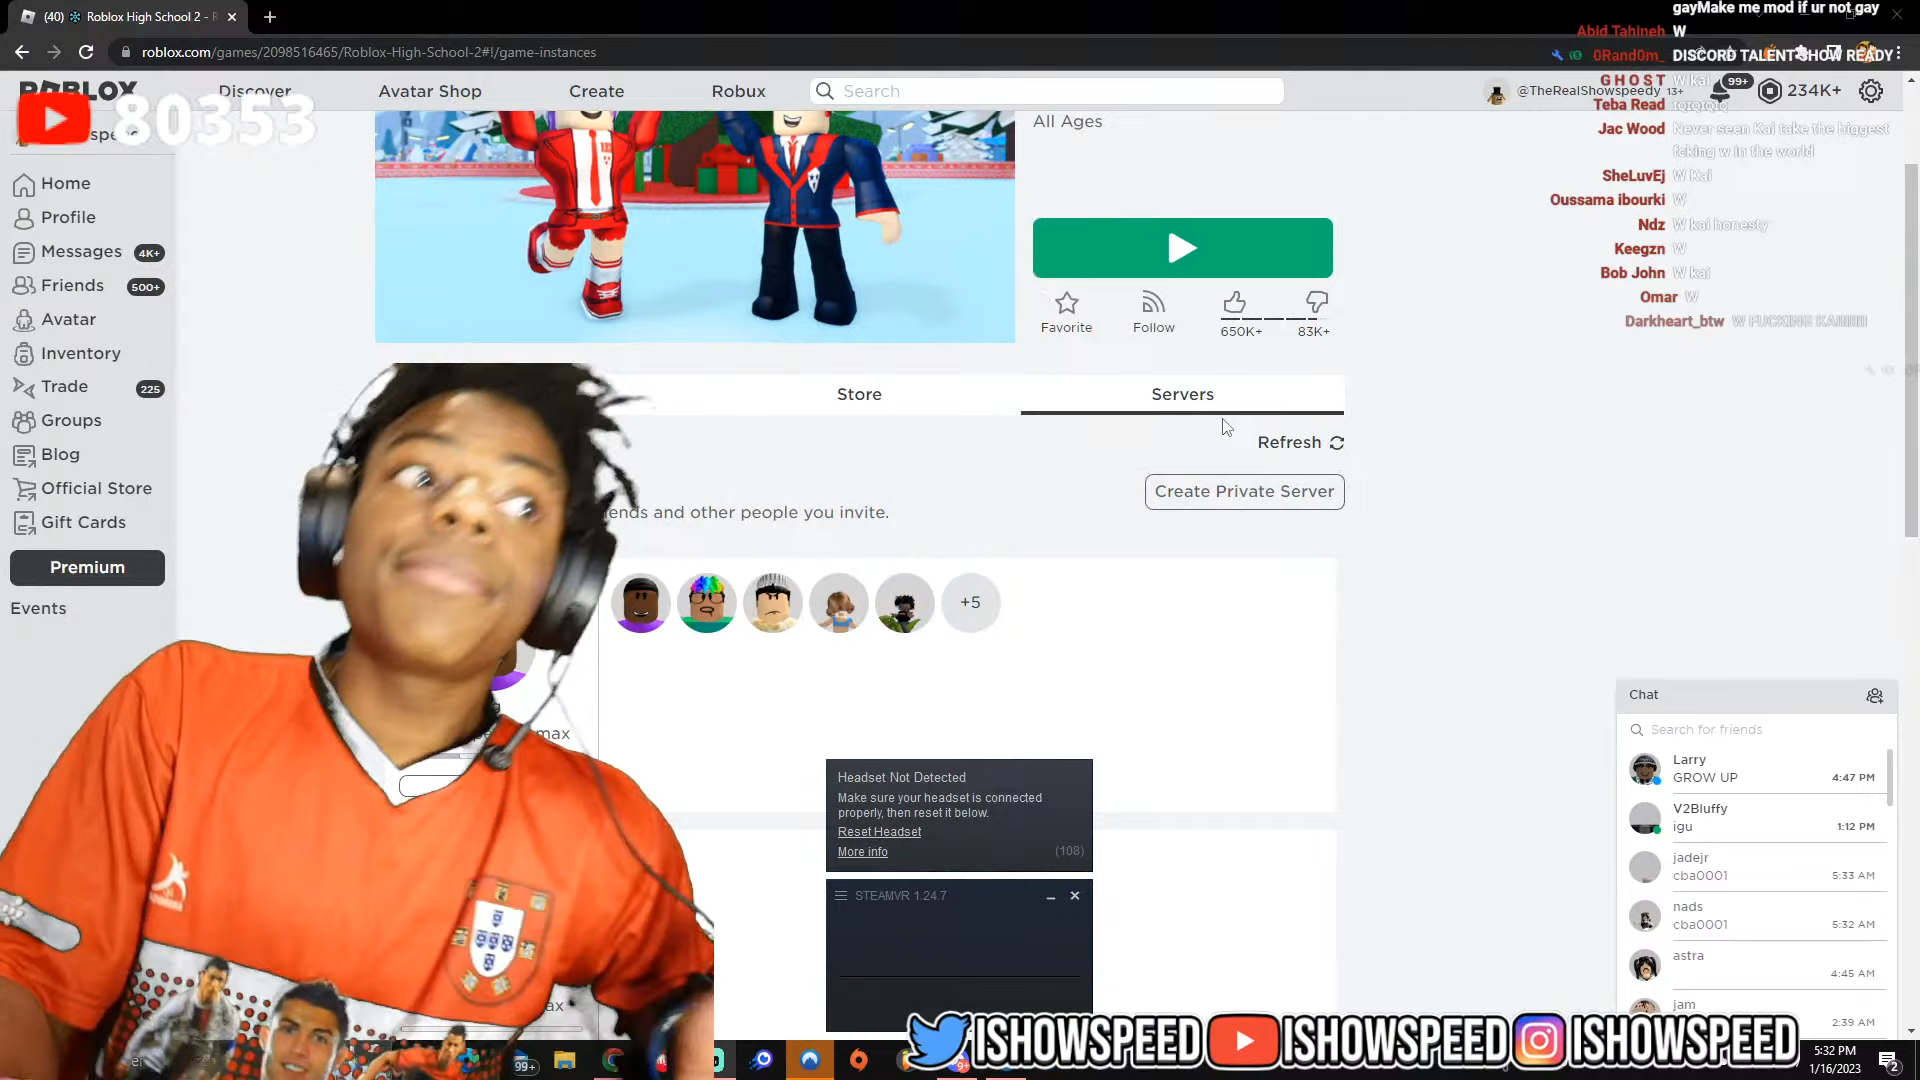 (40) Roblox High School 2 - R
roblox.com/games/2098516465/Roblox-High-School-2#!/game-instances
gayMake me mod if ur not gay
Abid Tahineh W
0Rand0m_ DISCORD TALENT SHOW READY
ROBLOX
Discover
Avatar Shop
Create
Robux
Search
@TheRealShowspeedy 13+
99+
234K+
80353
G H O S T W kai
Teba Read
Jac Wood Never seen Kai take the biggest
fcking w in the world
SheLuvEj W Kai
Oussama ibourki W
Ndz W kai honesty
Keegzn W
Bob John W kai
Omar W
Darkheart_btw
Home
Profile
Messages 4K+
Friends 500+
Avatar
Inventory
Trade 225
Groups
Blog
Official Store
Gift Cards
Premium
Events
All Ages
Favorite
Follow
650K+
83K+
Store
Servers
Refresh
Create Private Server
ends and other people you invite.
+5
max
Headset Not Detected
Make sure your headset is connected
properly, then reset it below.
Reset Headset
More info (108)
STEAMVR 1.24.7
ax
Chat
Search for friends
Larry
GROW UP 4:47 PM
V2Bluffy
igu 1:12 PM
jadejr
cba0001 5:33 AM
nads
cba0001 5:32 AM
astra
4:45 AM
jam
2:39 AM
ISHOWSPEED ISHOWSPEED ISHOWSPEED
99+
5:32 PM
1/16/2023
2